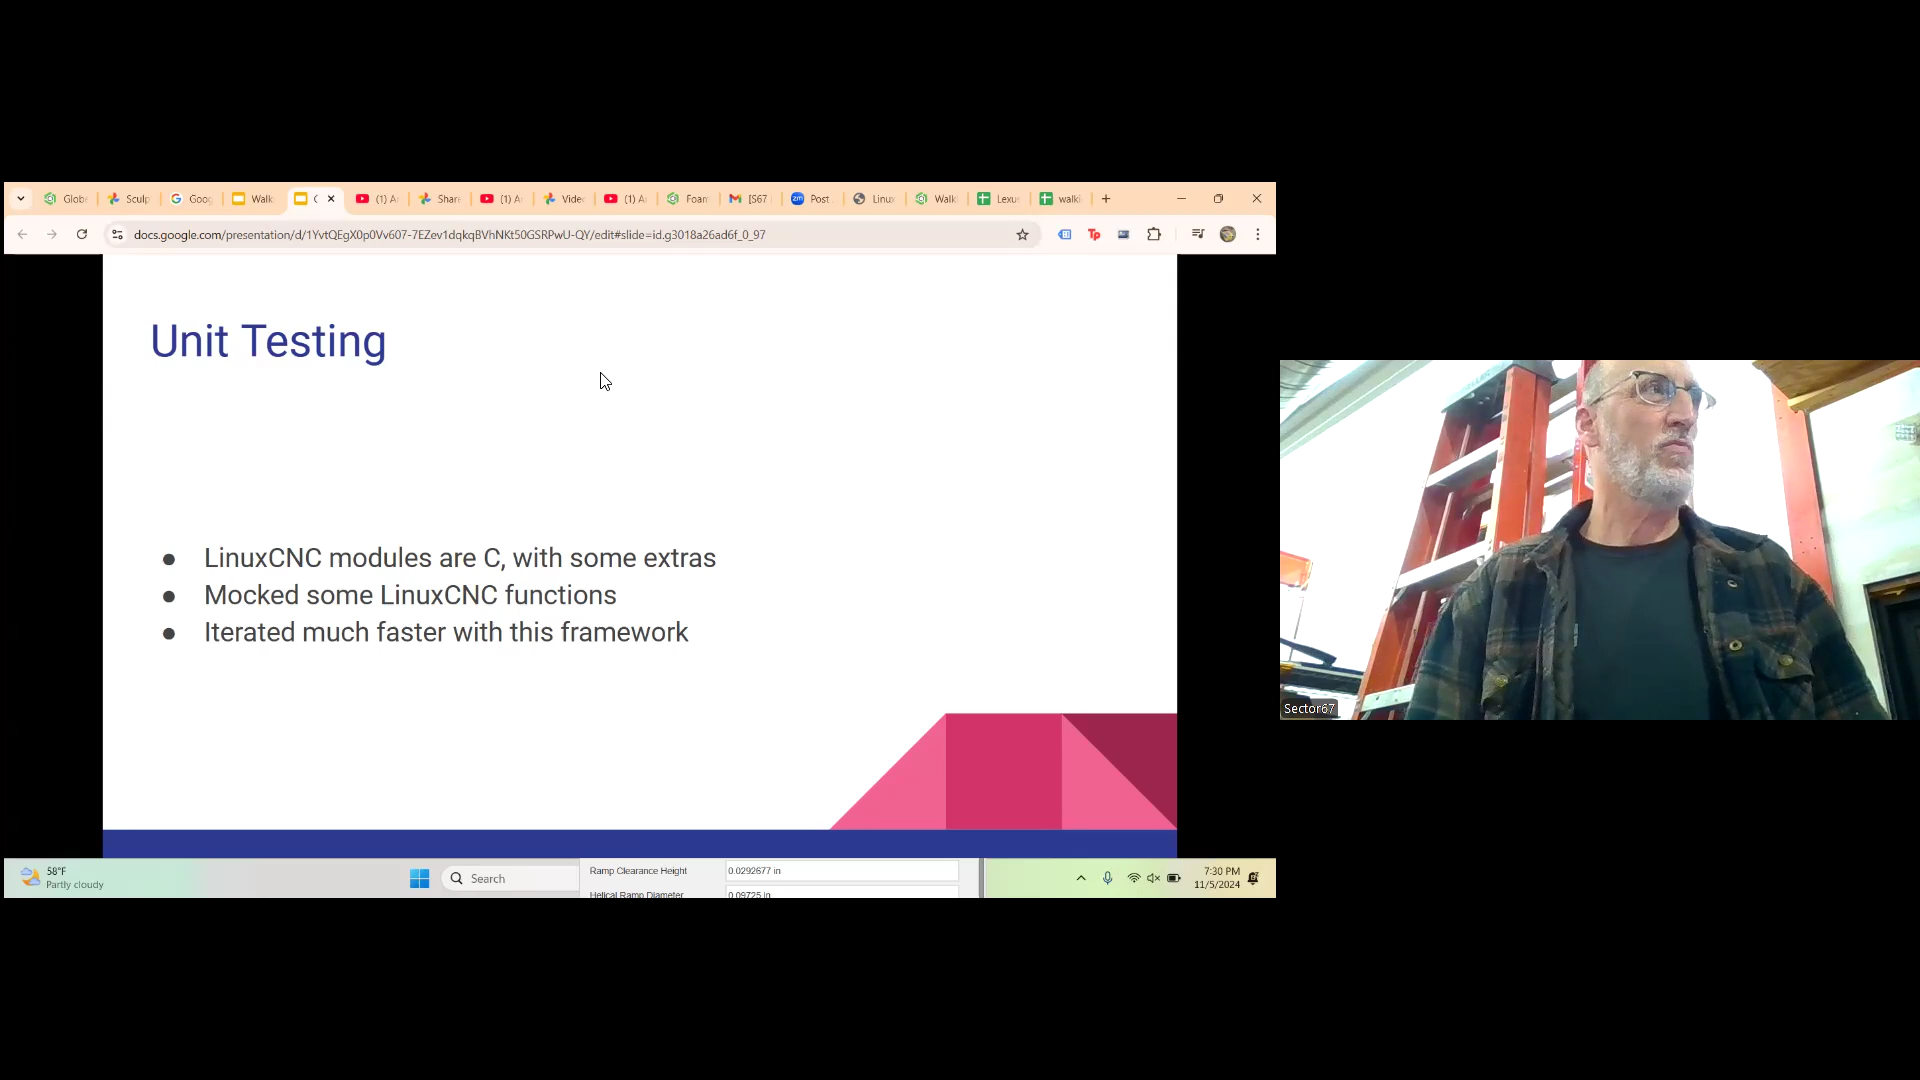 Glob
Sculp
Goo
Walk
(1) A
Share
(1) A
Vide
(1) A
Foan
[S67
Post
Linux
Walk
Lexu
walki
docs.google.com/presentation/d/1YvtQEgX0p0Vv607-7EZev1dqkqBVhNKt50GSRPwU-QY/edit#slide=id.g3018a26ad6f_0_97
Unit Testing
● LinuxCNC modules are C, with some extras
● Mocked some LinuxCNC functions
● Iterated much faster with this framework
Sector67
58°F
Partly cloudy
Search
Ramp Clearance Height 0.0292677 in
Helical Ramp Diameter 0.09725 in
7:30 PM
11/5/2024